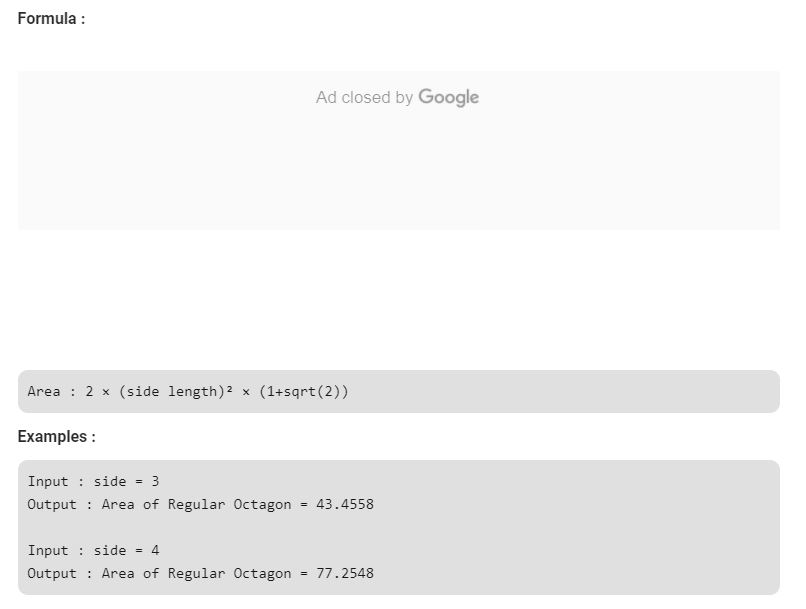 Formula :
Ad closed by Google
Area : 2 × (side length)² × (1+sqrt(2))
Examples :
Input : side = 3
Output : Area of Regular Octagon = 43.4558
Input : side = 4
Output : Area of Regular Octagon = 77.2548